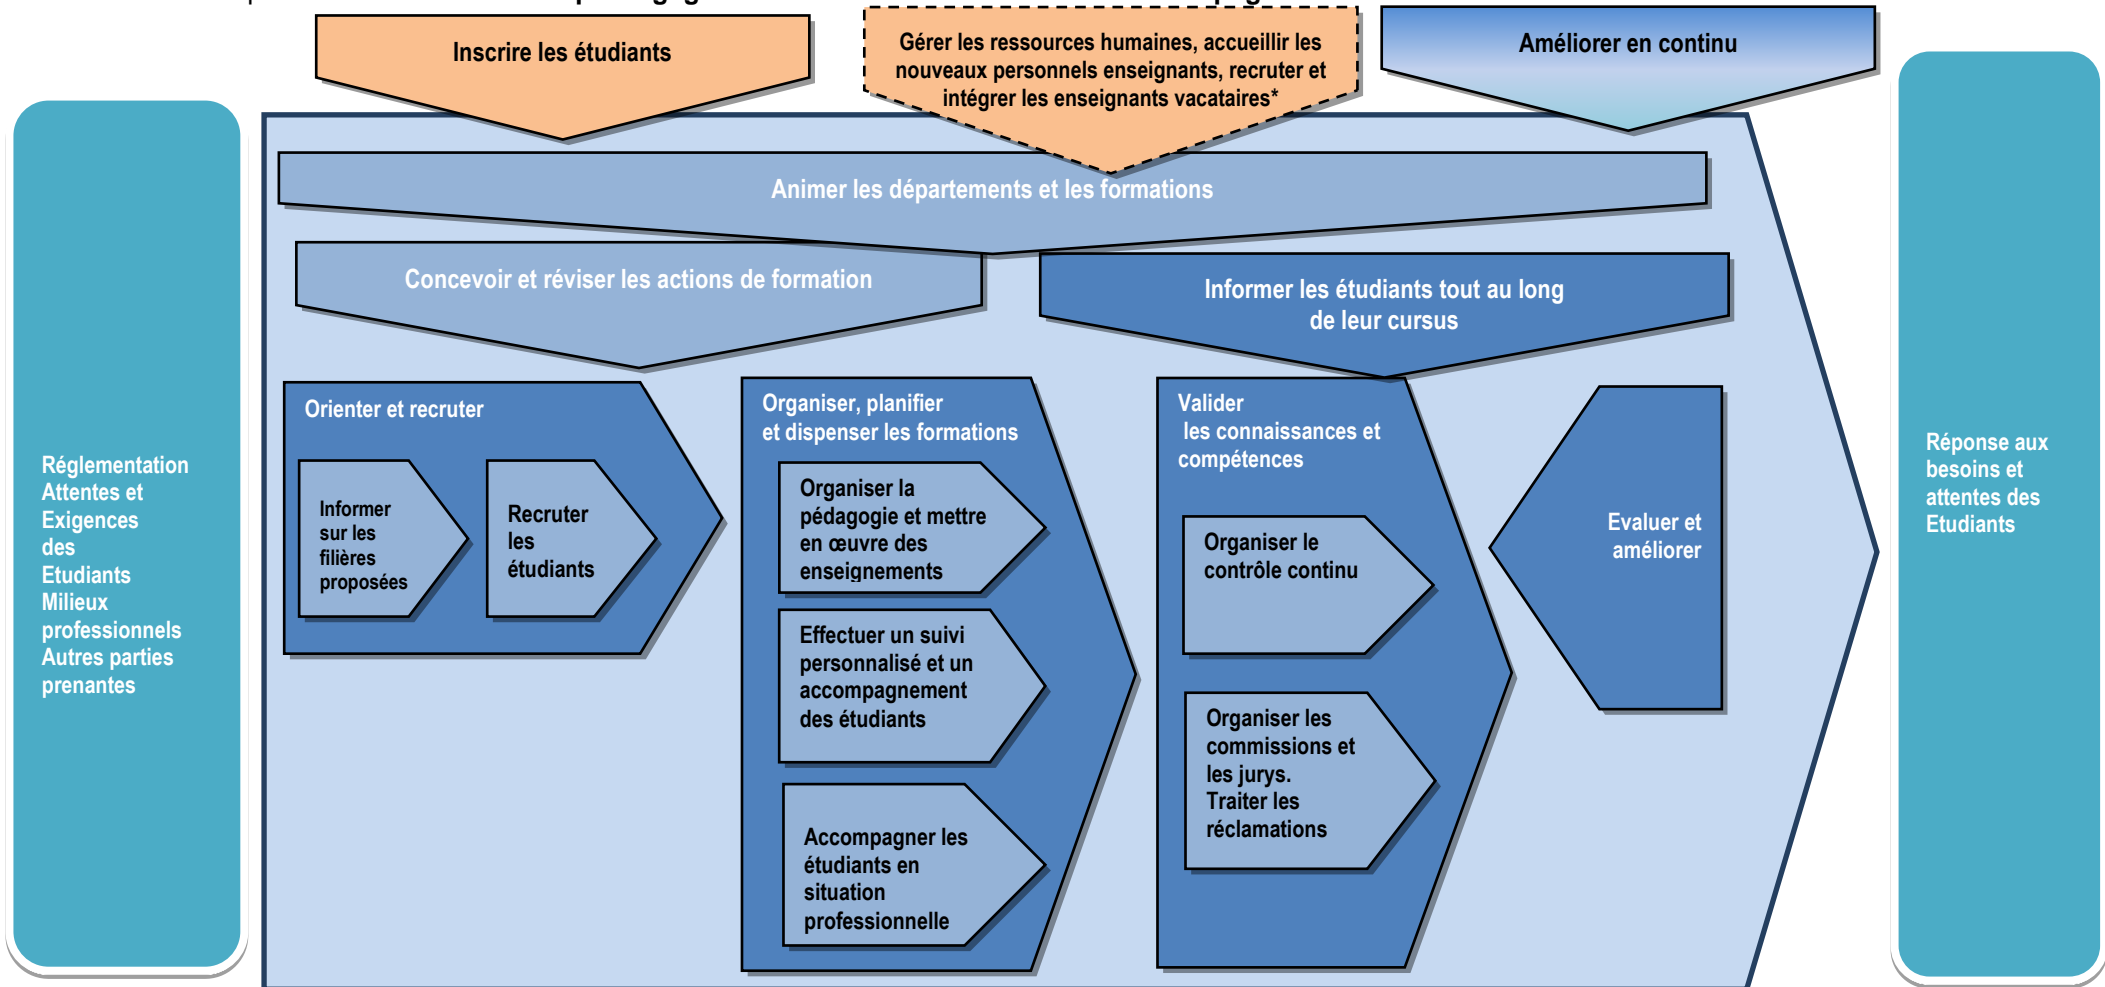 Inscrire les étudiants
Gérer les ressources humaines, accueillir les
nouveaux personnels enseignants, recruter et
intégrer les enseignants vacataires*
Améliorer en continu
Animer les départements et les formations
Concevoir et réviser les actions de formation
Informer les étudiants tout au long
de leur cursus
Réglementation
Attentes et
Exigences
des
Etudiants
Milieux
professionnels
Autres parties
prenantes
Orienter et recruter
Informer
sur les
filières
proposées
Recruter
les
étudiants
Organiser, planifier
et dispenser les formations
Organiser la
pédagogie et mettre
en œuvre des
enseignements
Effectuer un suivi
personnalisé et un
accompagnement
des étudiants
Accompagner les
étudiants en
situation
professionnelle
Valider
les connaissances et
compétences
Organiser le
contrôle continu
Organiser les
commissions et
les jurys.
Traiter les
réclamations
Evaluer et
améliorer
Réponse aux
besoins et
attentes des
Etudiants